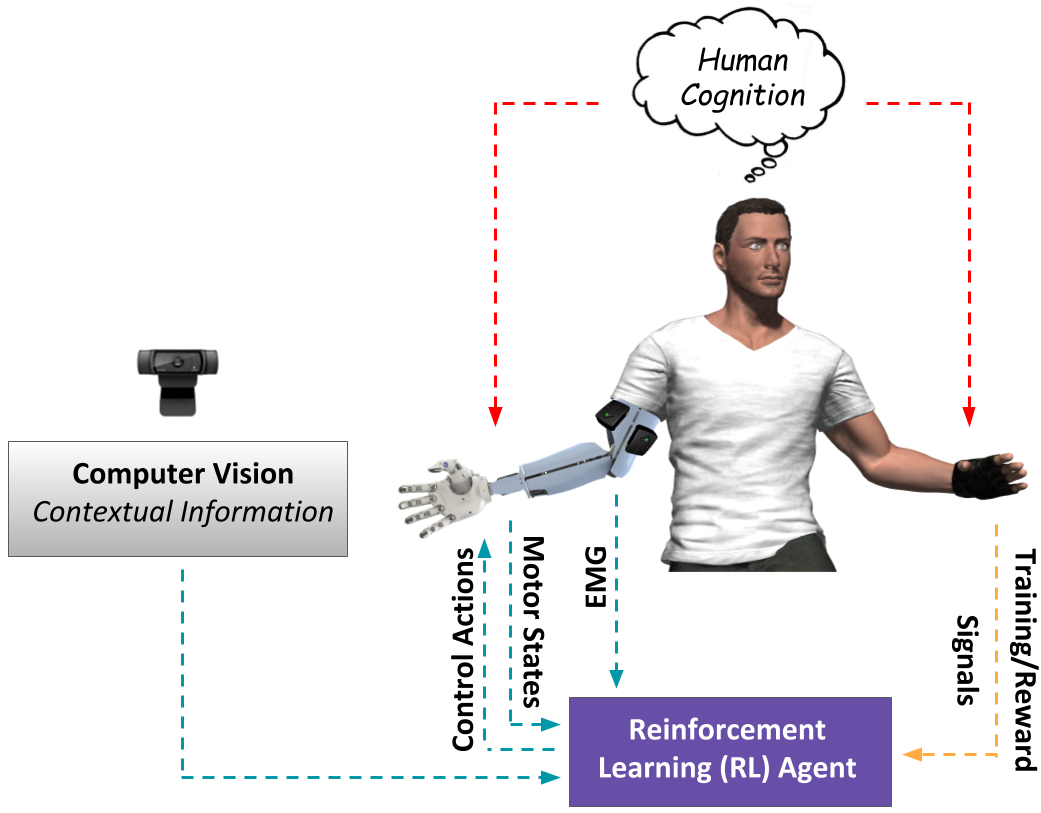 Human
Cognition
Computer Vision
Contextual Information
Control Actions
Motor States
EMG
Training/Reward
Signals
Reinforcement
Learning (RL) Agent